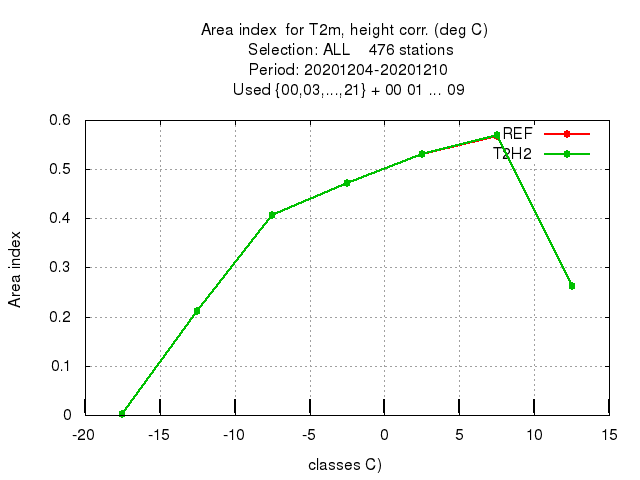 Area index  for T2m, height corr. (deg C)
Selection: ALL    476 stations
Period: 20201204-20201210
Used {00,03,...,21} + 00 01 ... 09
REF
T2H2
Area index
0.6
0.5
0.4
0.3
0.2
0.1
0
-20 -15 -10 -5 0 5 10 15
classes C)